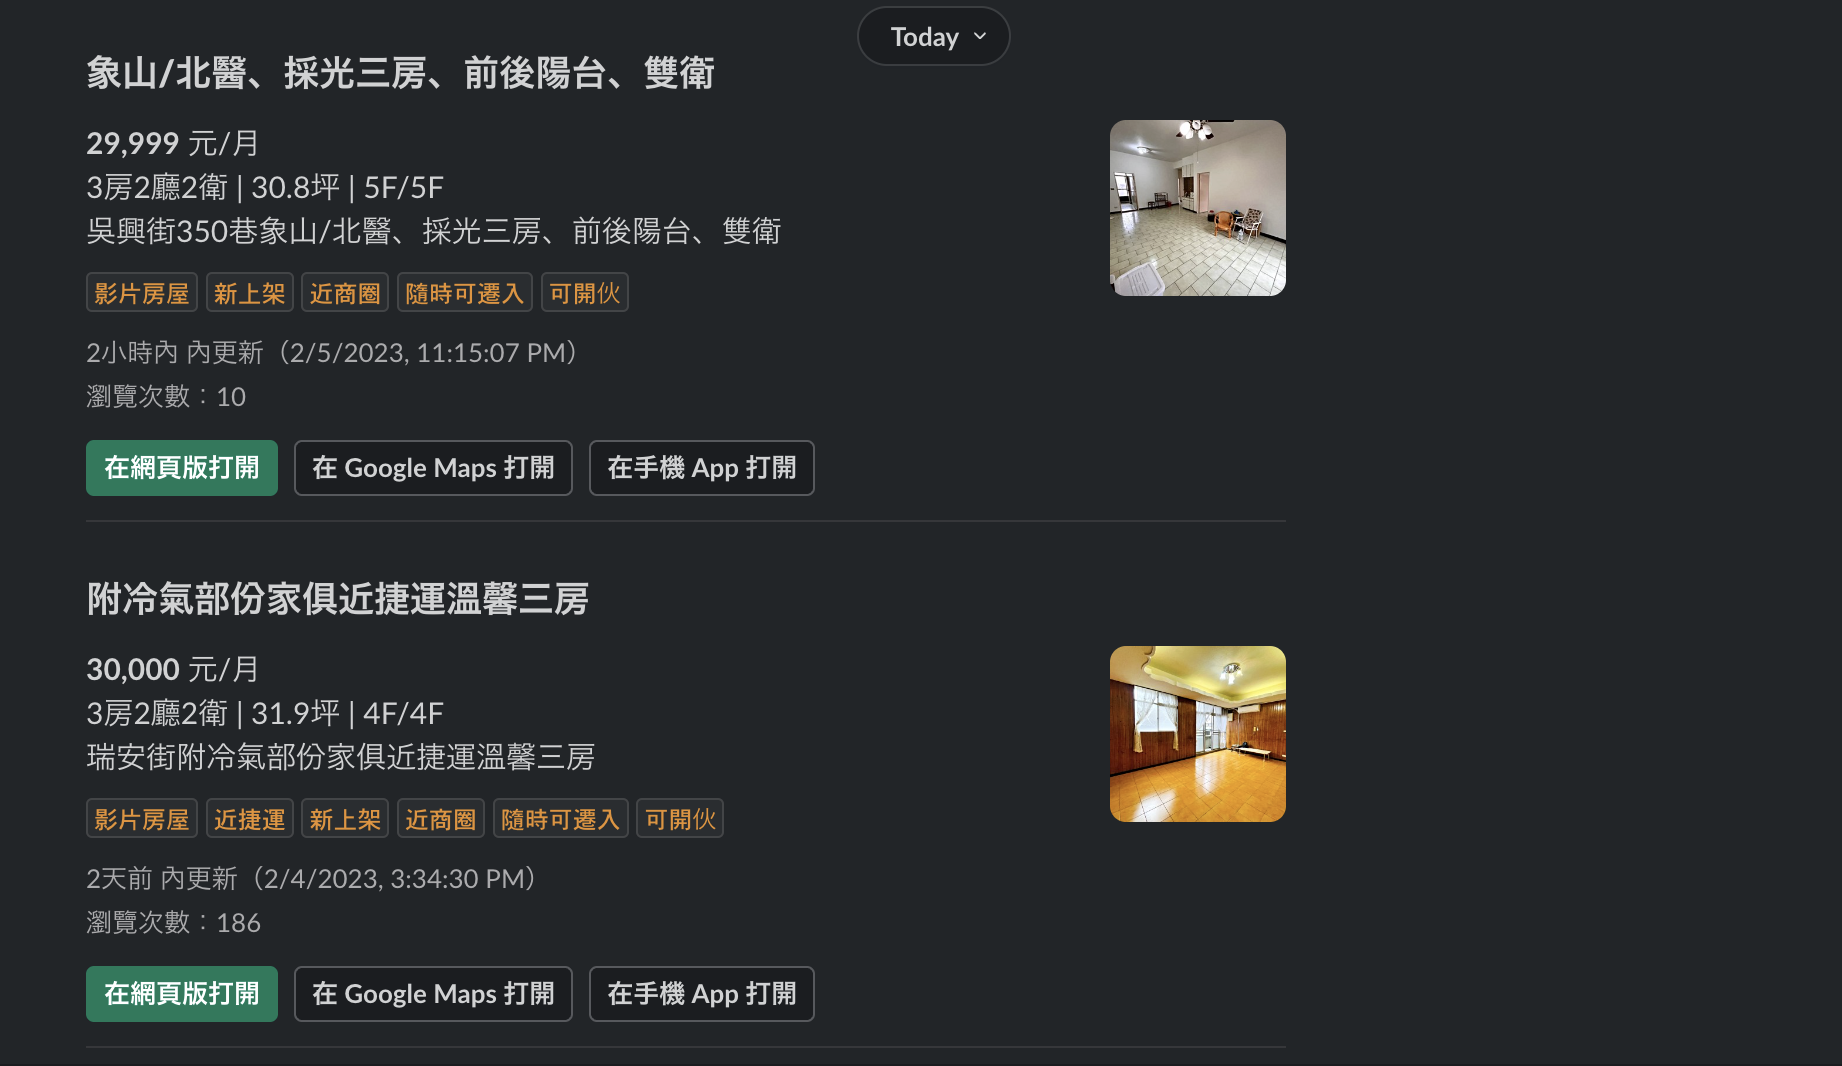 Today
象山/北醫、採光三房、前後陽台、雙衛
29,999 元/月
3房2廳2衛 | 30.8坪 | 5F/5F
吳興街350巷象山/北醫、採光三房、前後陽台、雙衛
影片房屋 新上架 近商圈 隨時可遷入 可開伙
2小時內 內更新（2/5/2023, 11:15:07 PM）
瀏覽次數：10
在網頁版打開 在 Google Maps 打開 在手機 App 打開
附冷氣部份家俱近捷運溫馨三房
30,000 元/月
3房2廳2衛 | 31.9坪 | 4F/4F
瑞安街附冷氣部份家俱近捷運溫馨三房
影片房屋 近捷運 新上架 近商圈 隨時可遷入 可開伙
2天前 內更新（2/4/2023, 3:34:30 PM）
瀏覽次數：186
在網頁版打開 在 Google Maps 打開 在手機 App 打開